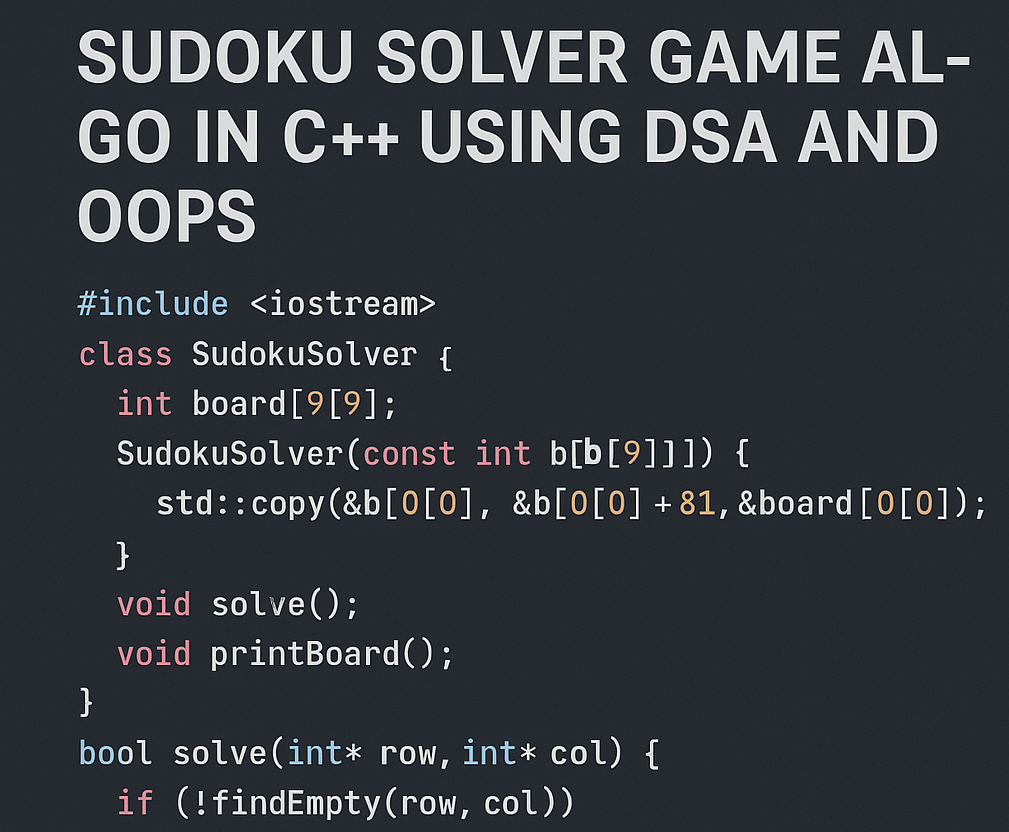 SUDOKU SOLVER GAME AL-
GO IN C++ USING DSA AND
OOPS
#include <iostream>
class SudokuSolver {
int board[9[9];
SudokuSolver(const int b[b[9]]]) {
std::copy(&b[0[0], &b[0[0] + 81, &board[0[0]);
}
void solve();
void printBoard();
}
bool solve(int* row, int* col) {
if (!findEmpty(row, col))